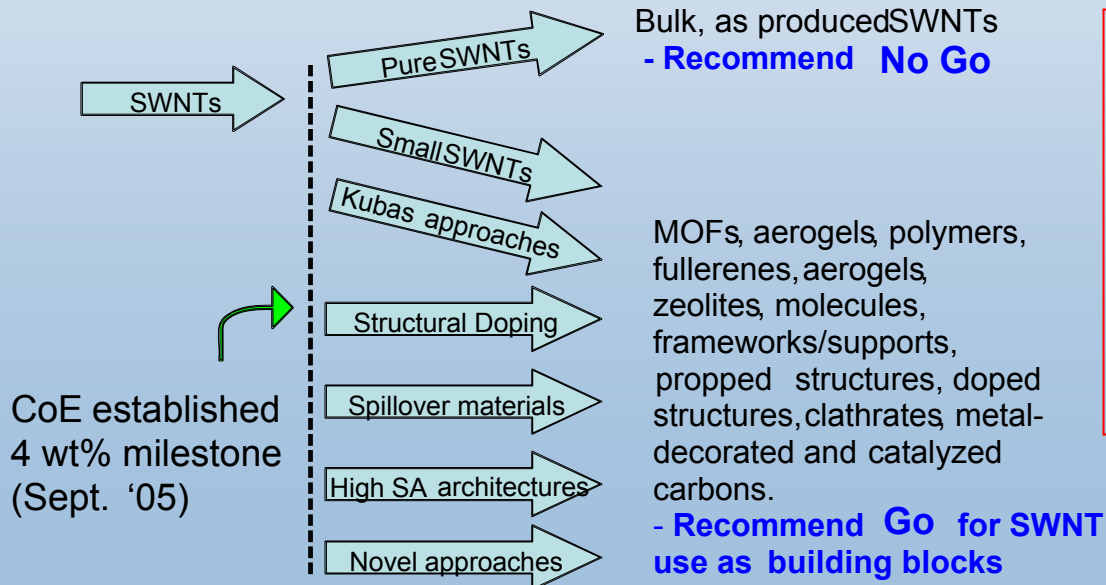 SWNTs
Pure SWNTs
Small SWNTs
Kubas approaches
Structural Doping
Spillover materials
High SA architectures
Novel approaches
CoE established
4 wt% milestone
(Sept. ‘05)
Bulk, as produced SWNTs
- Recommend No Go
MOFs, aerogels, polymers,
fullerenes, aerogels,
zeolites, molecules,
frameworks/supports,
propped structures, doped
structures, clathrates, metal-
decorated and catalyzed
carbons.
- Recommend Go for SWNT
use as building blocks